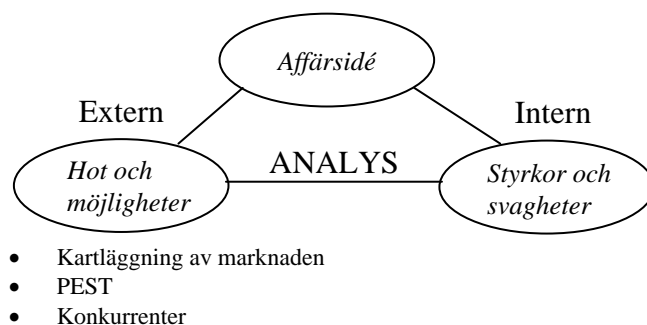 Affärsidé
Extern
Intern
Hot och
möjligheter
ANALYS
Styrkor och
svagheter
• Kartläggning av marknaden
• PEST
• Konkurrenter